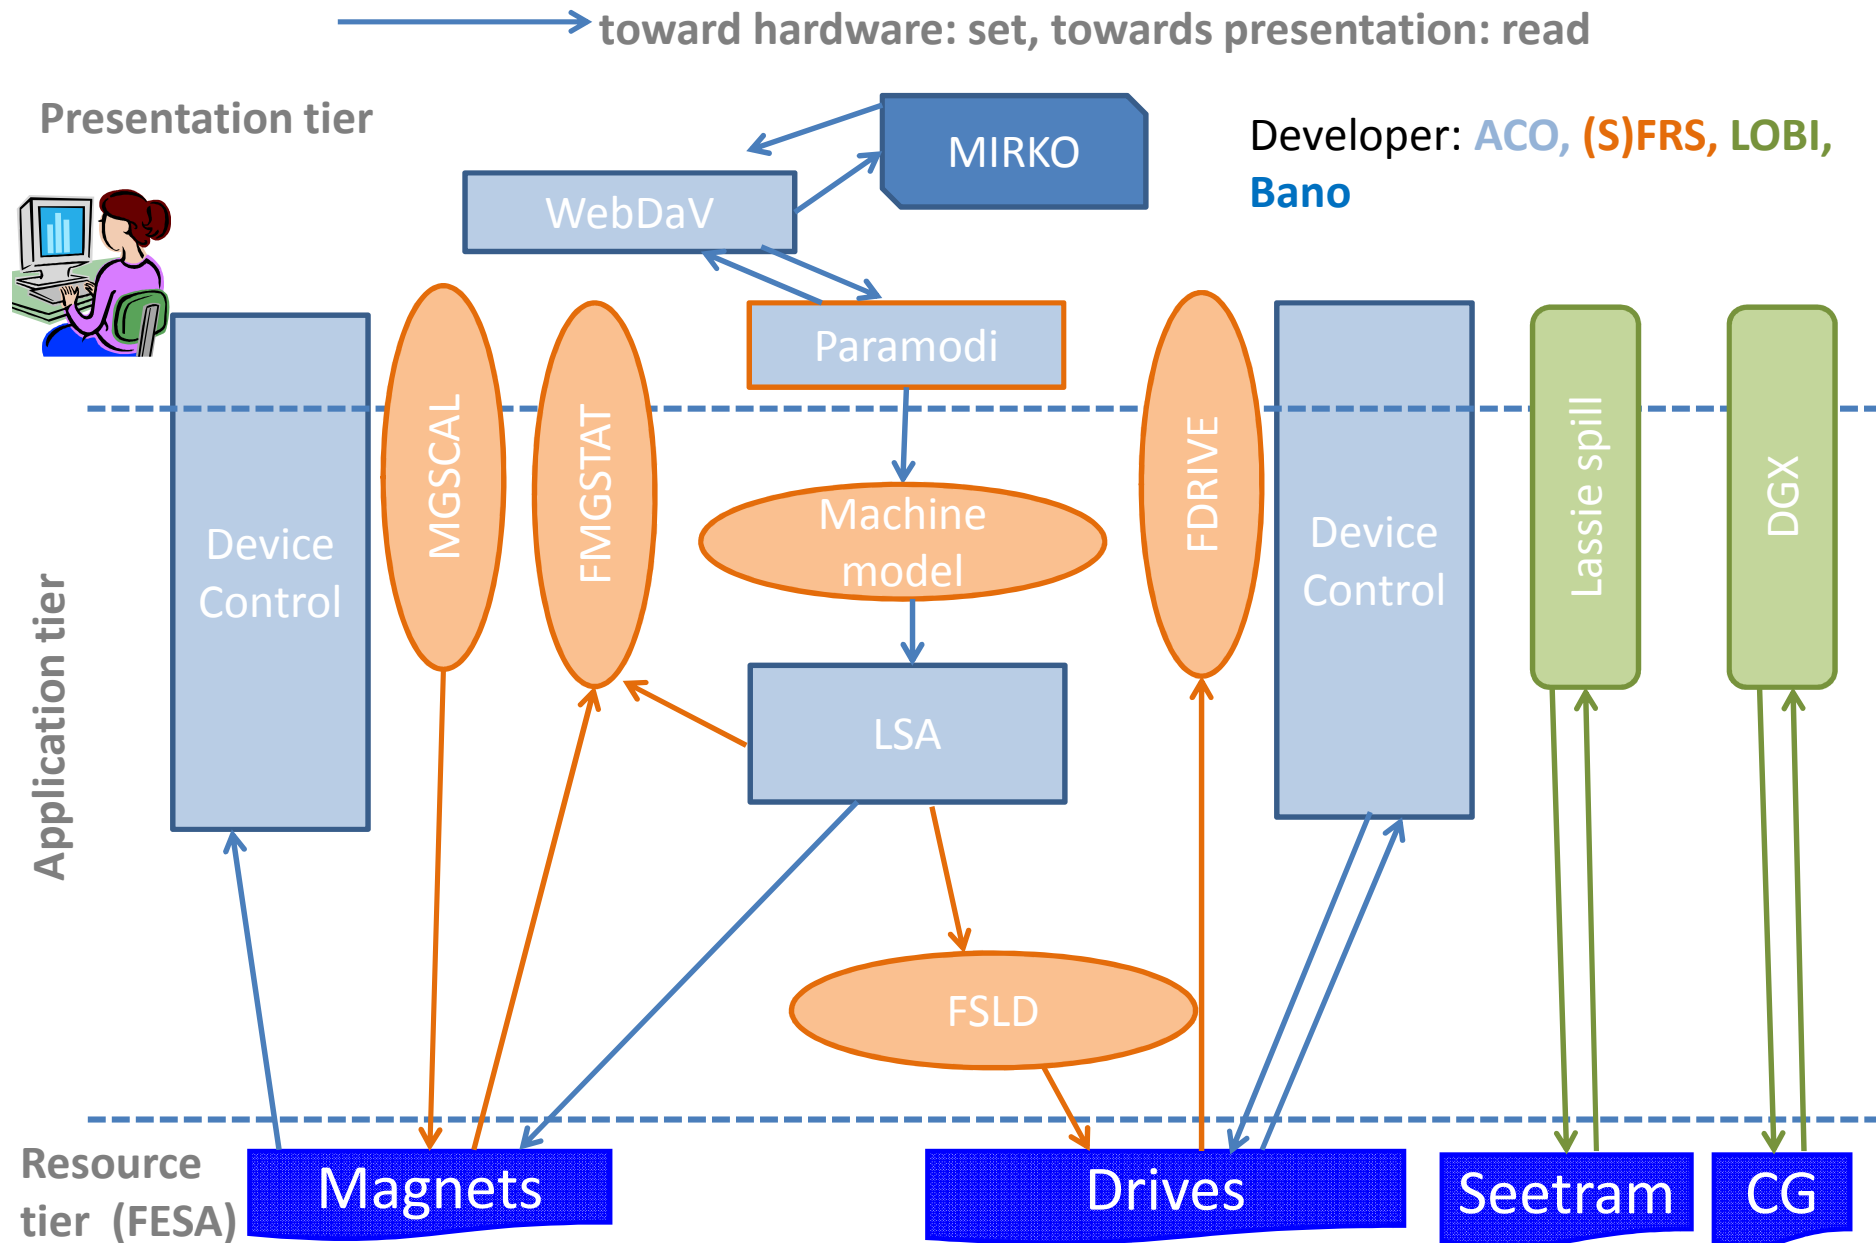 toward hardware: set, towards presentation: read
Presentation tier
MIRKO
Developer: ACO, (S)FRS, LOBI,
Bano
WebDaV
Paramodi
MGSCAL
FMGSTAT
FDRIVE
Lassie spill
DGX
Device
Control
Machine
model
Device
Control
Application tier
LSA
FSLD
Resource
tier (FESA)
Magnets
Drives
Seetram
CG